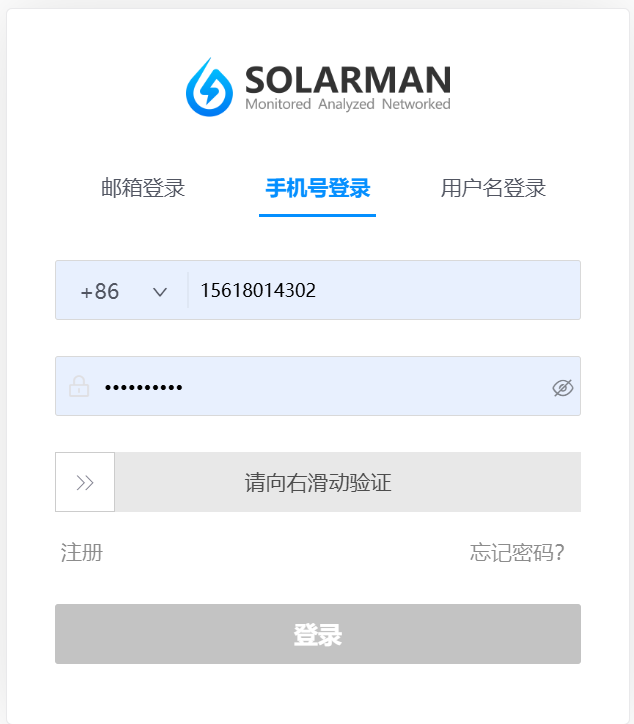 SOLARMAN
Monitored Analyzed Networked
邮箱登录 手机号登录 用户名登录
+86 15618014302
••••••••••
请向右滑动验证
注册 忘记密码?
登录